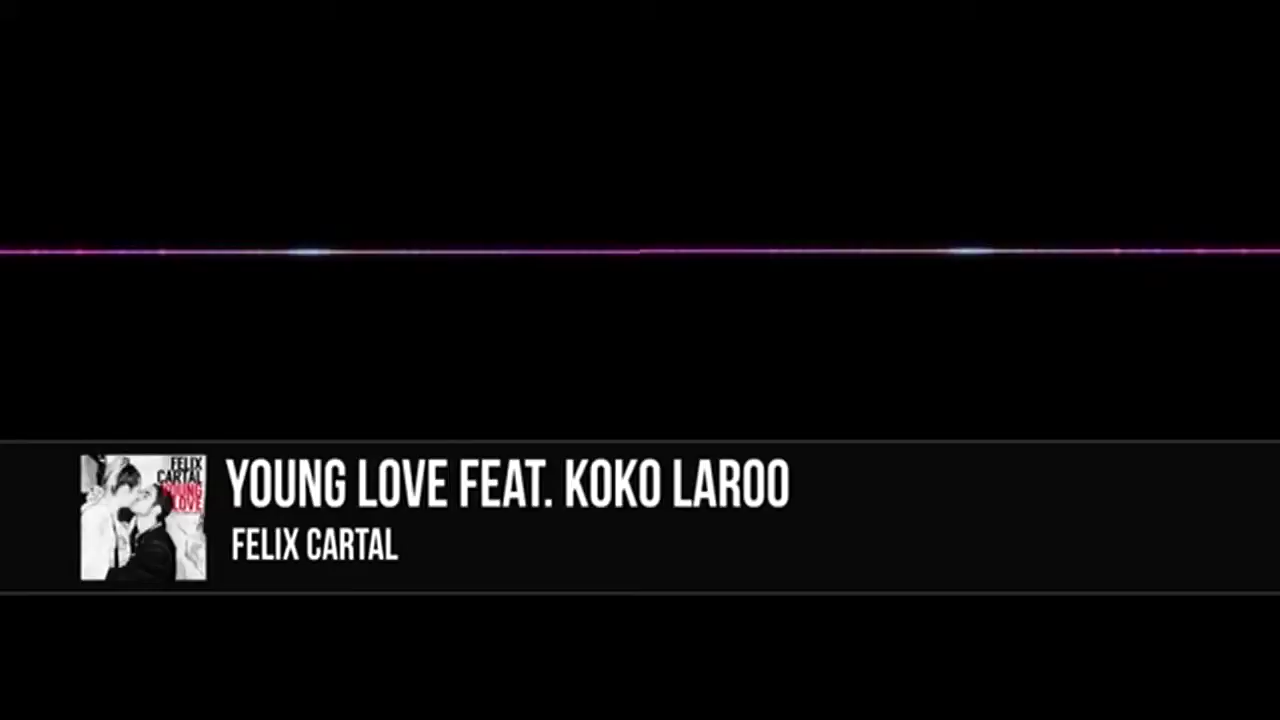 FELIX
CARTAL
YOUNG
LOVE
YOUNG LOVE FEAT. KOKO LAROO
FELIX CARTAL